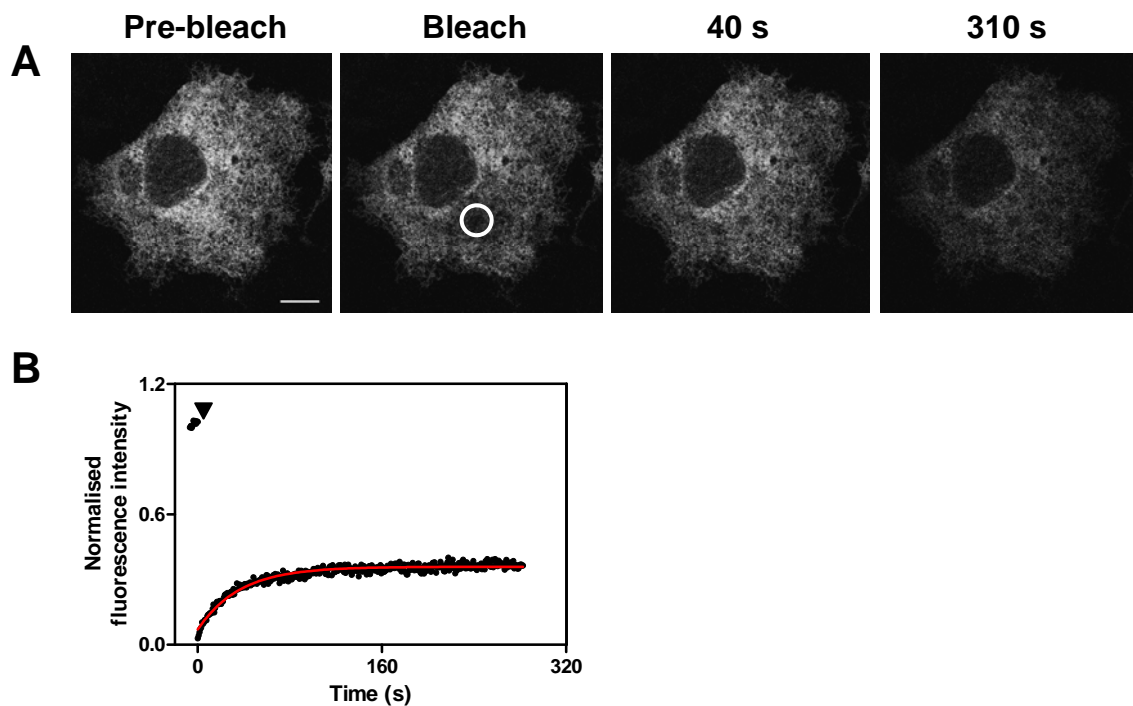 Pre-bleach
Bleach
40 s
310 s
A
B
1.2
0.6
0.0
Normalised
fluorescence intensity
0
160
320
Time (s)